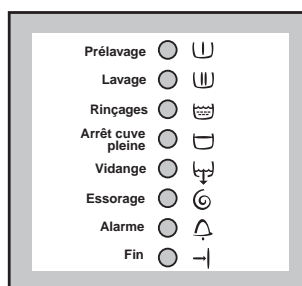 Prélavage
Lavage
Rinçages
Arrêt cuve
pleine
Vidange
Essorage
Alarme
Fin